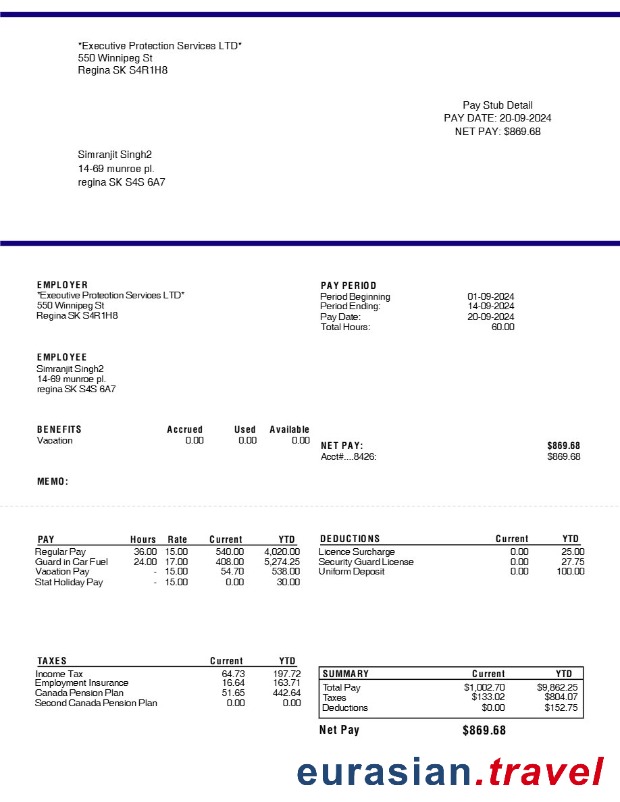 *Executive Protection Services LTD*
550 Winnipeg St
Regina SK S4R1H8
Pay Stub Detail
PAY DATE: 20-09-2024
NET PAY: $869.68
Simranjit Singh2
14-69 munroe pl.
regina SK S4S 6A7
EMPLOYER
*Executive Protection Services LTD*
550 Winnipeg St
Regina SK S4R1H8
PAY PERIOD
Period Beginning 01-09-2024
Period Ending: 14-09-2024
Pay Date: 20-09-2024
Total Hours: 60.00
EMPLOYEE
Simranjit Singh2
14-69 munroe pl.
regina SK S4S 6A7
BENEFITS Accrued Used Available
Vacation 0.00 0.00 0.00
NET PAY: $869.68
Acct#....8426: $869.68
MEMO:
PAY Hours Rate Current YTD
Regular Pay 36.00 15.00 540.00 4,020.00
Guard in Car Fuel 24.00 17.00 408.00 5,274.25
Vacation Pay - 15.00 54.70 538.00
Stat Holiday Pay - 15.00 0.00 30.00
DEDUCTIONS Current YTD
Licence Surcharge 0.00 25.00
Security Guard License 0.00 27.75
Uniform Deposit 0.00 100.00
TAXES Current YTD
Income Tax 64.73 197.72
Employment Insurance 16.64 163.71
Canada Pension Plan 51.65 442.64
Second Canada Pension Plan 0.00 0.00
SUMMARY Current YTD
Total Pay $1,002.70 $9,862.25
Taxes $133.02 $804.07
Deductions $0.00 $152.75
Net Pay $869.68
eurasian.travel